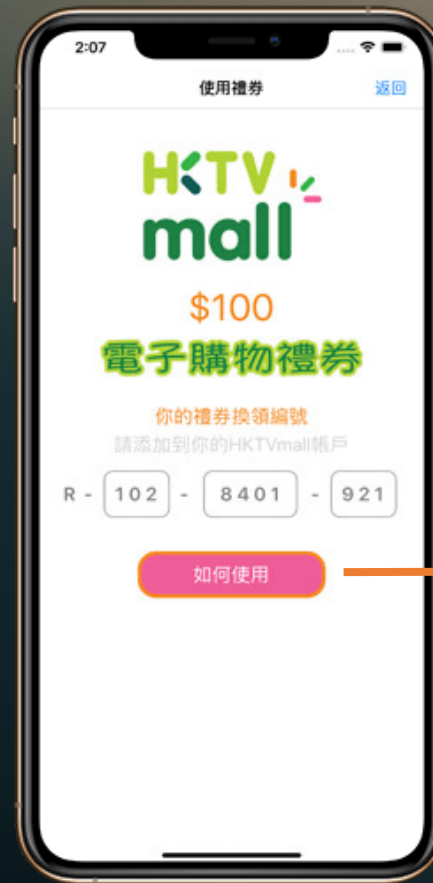 2:07
使用禮券 返回
HKTV
mall
$100
電子購物禮券
你的禮券換領編號
請添加到你的HKTVmall帳戶
R - 102 - 8401 - 921
如何使用